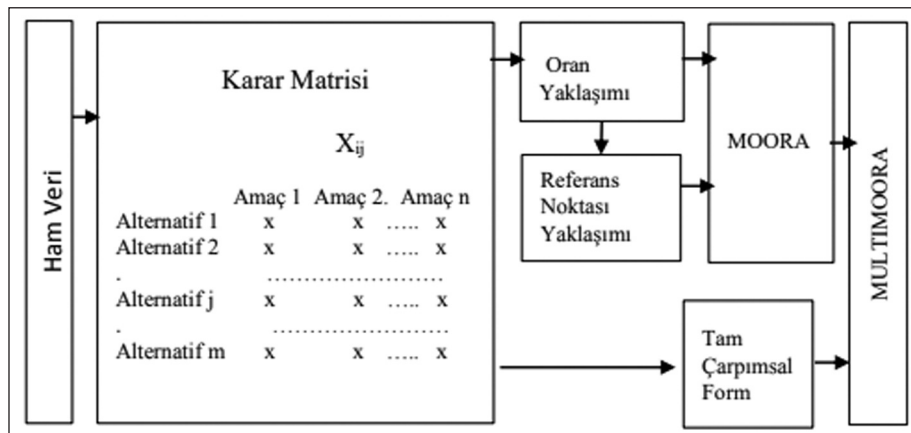 Ham Veri
Karar Matrisi
Xij
Amaç 1 Amaç 2. Amaç n
Alternatif 1 x x ..... x
Alternatif 2 x x ..... x
. ................................
Alternatif j x x ..... x
. ................................
Alternatif m x x ..... x
Oran
Yaklaşımı
Referans
Noktası
Yaklaşımı
MOORA
Tam
Çarpımsal
Form
MULTIMOORA